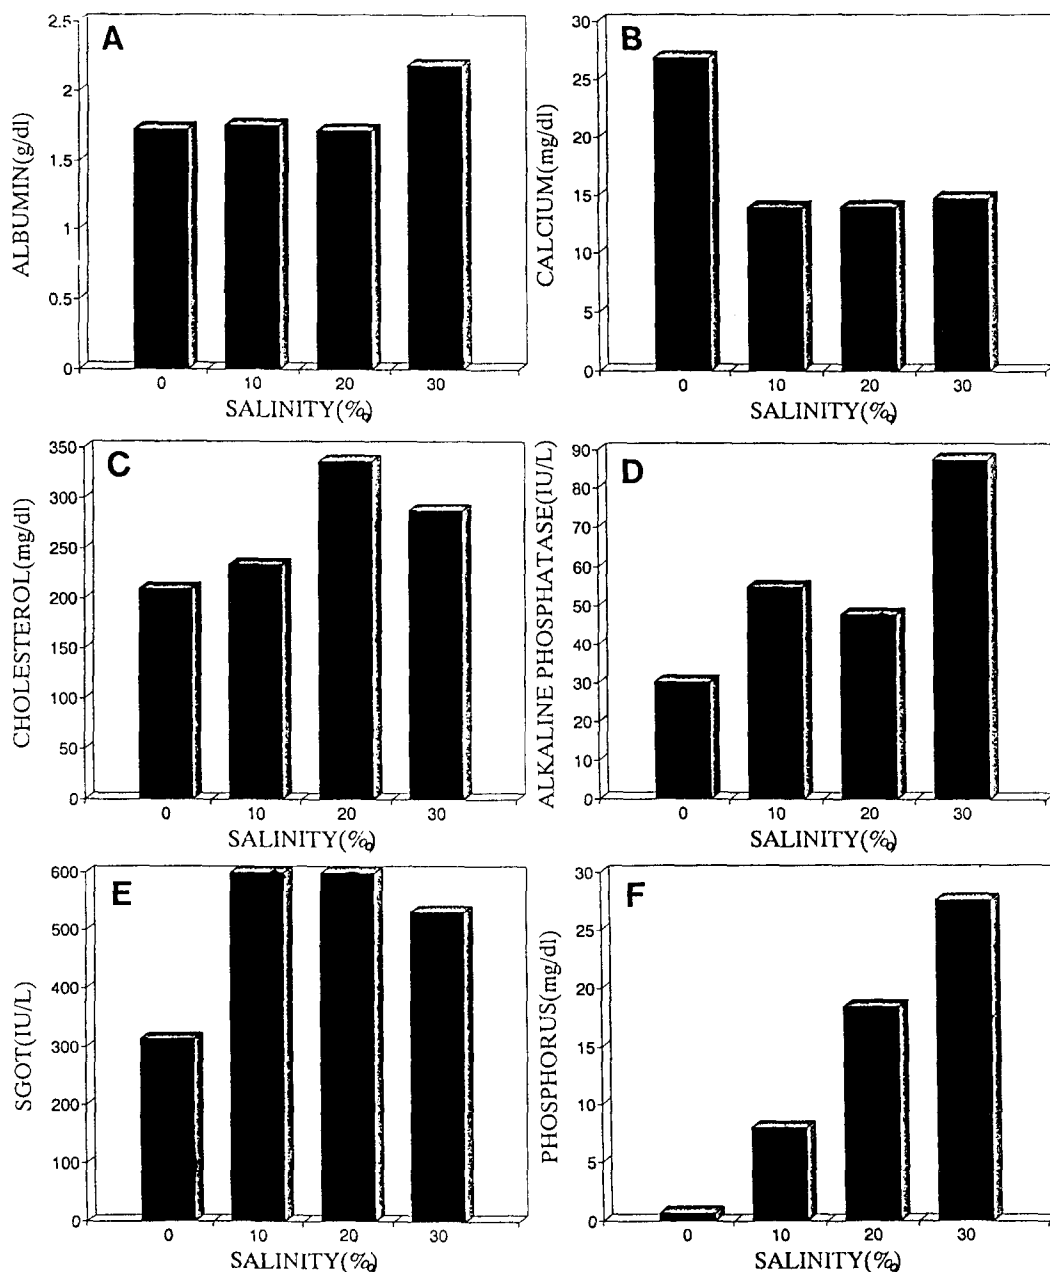 A
ALBUMIN(g/dl)
2.5
2
1.5
1
0.5
0
0 10 20 30
SALINITY(‰)
B
CALCIUM(mg/dl)
30
25
20
15
10
5
0
0 10 20 30
SALINITY(‰)
C
CHOLESTEROL(mg/dl)
350
300
250
200
150
100
50
0
0 10 20 30
SALINITY(‰)
D
ALKALINE PHOSPHATASE(IU/L)
90
80
70
60
50
40
30
20
10
0
0 10 20 30
SALINITY(‰)
E
SGOT(IU/L)
600
500
400
300
200
100
0
0 10 20 30
SALINITY(‰)
F
PHOSPHORUS(mg/dl)
30
25
20
15
10
5
0
0 10 20 30
SALINITY(‰)